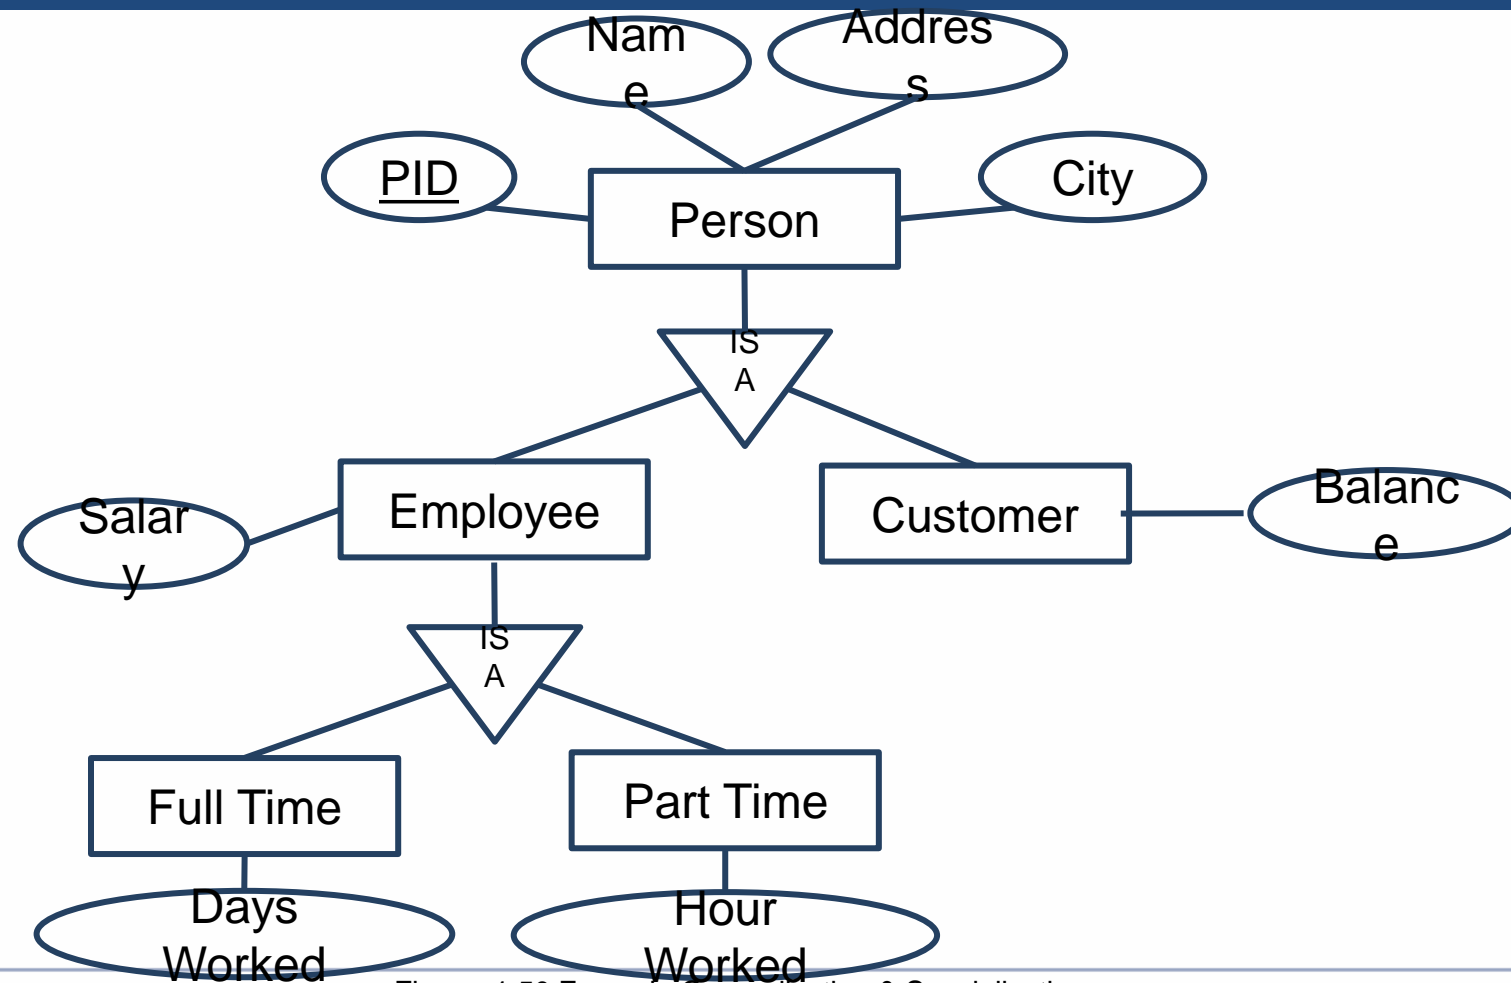 Nam
e
Addres
s
PID
City
Person
IS
A
Employee
Customer
Salar
y
Balanc
e
IS
A
Full Time
Part Time
Days
Worked
Hour
Worked